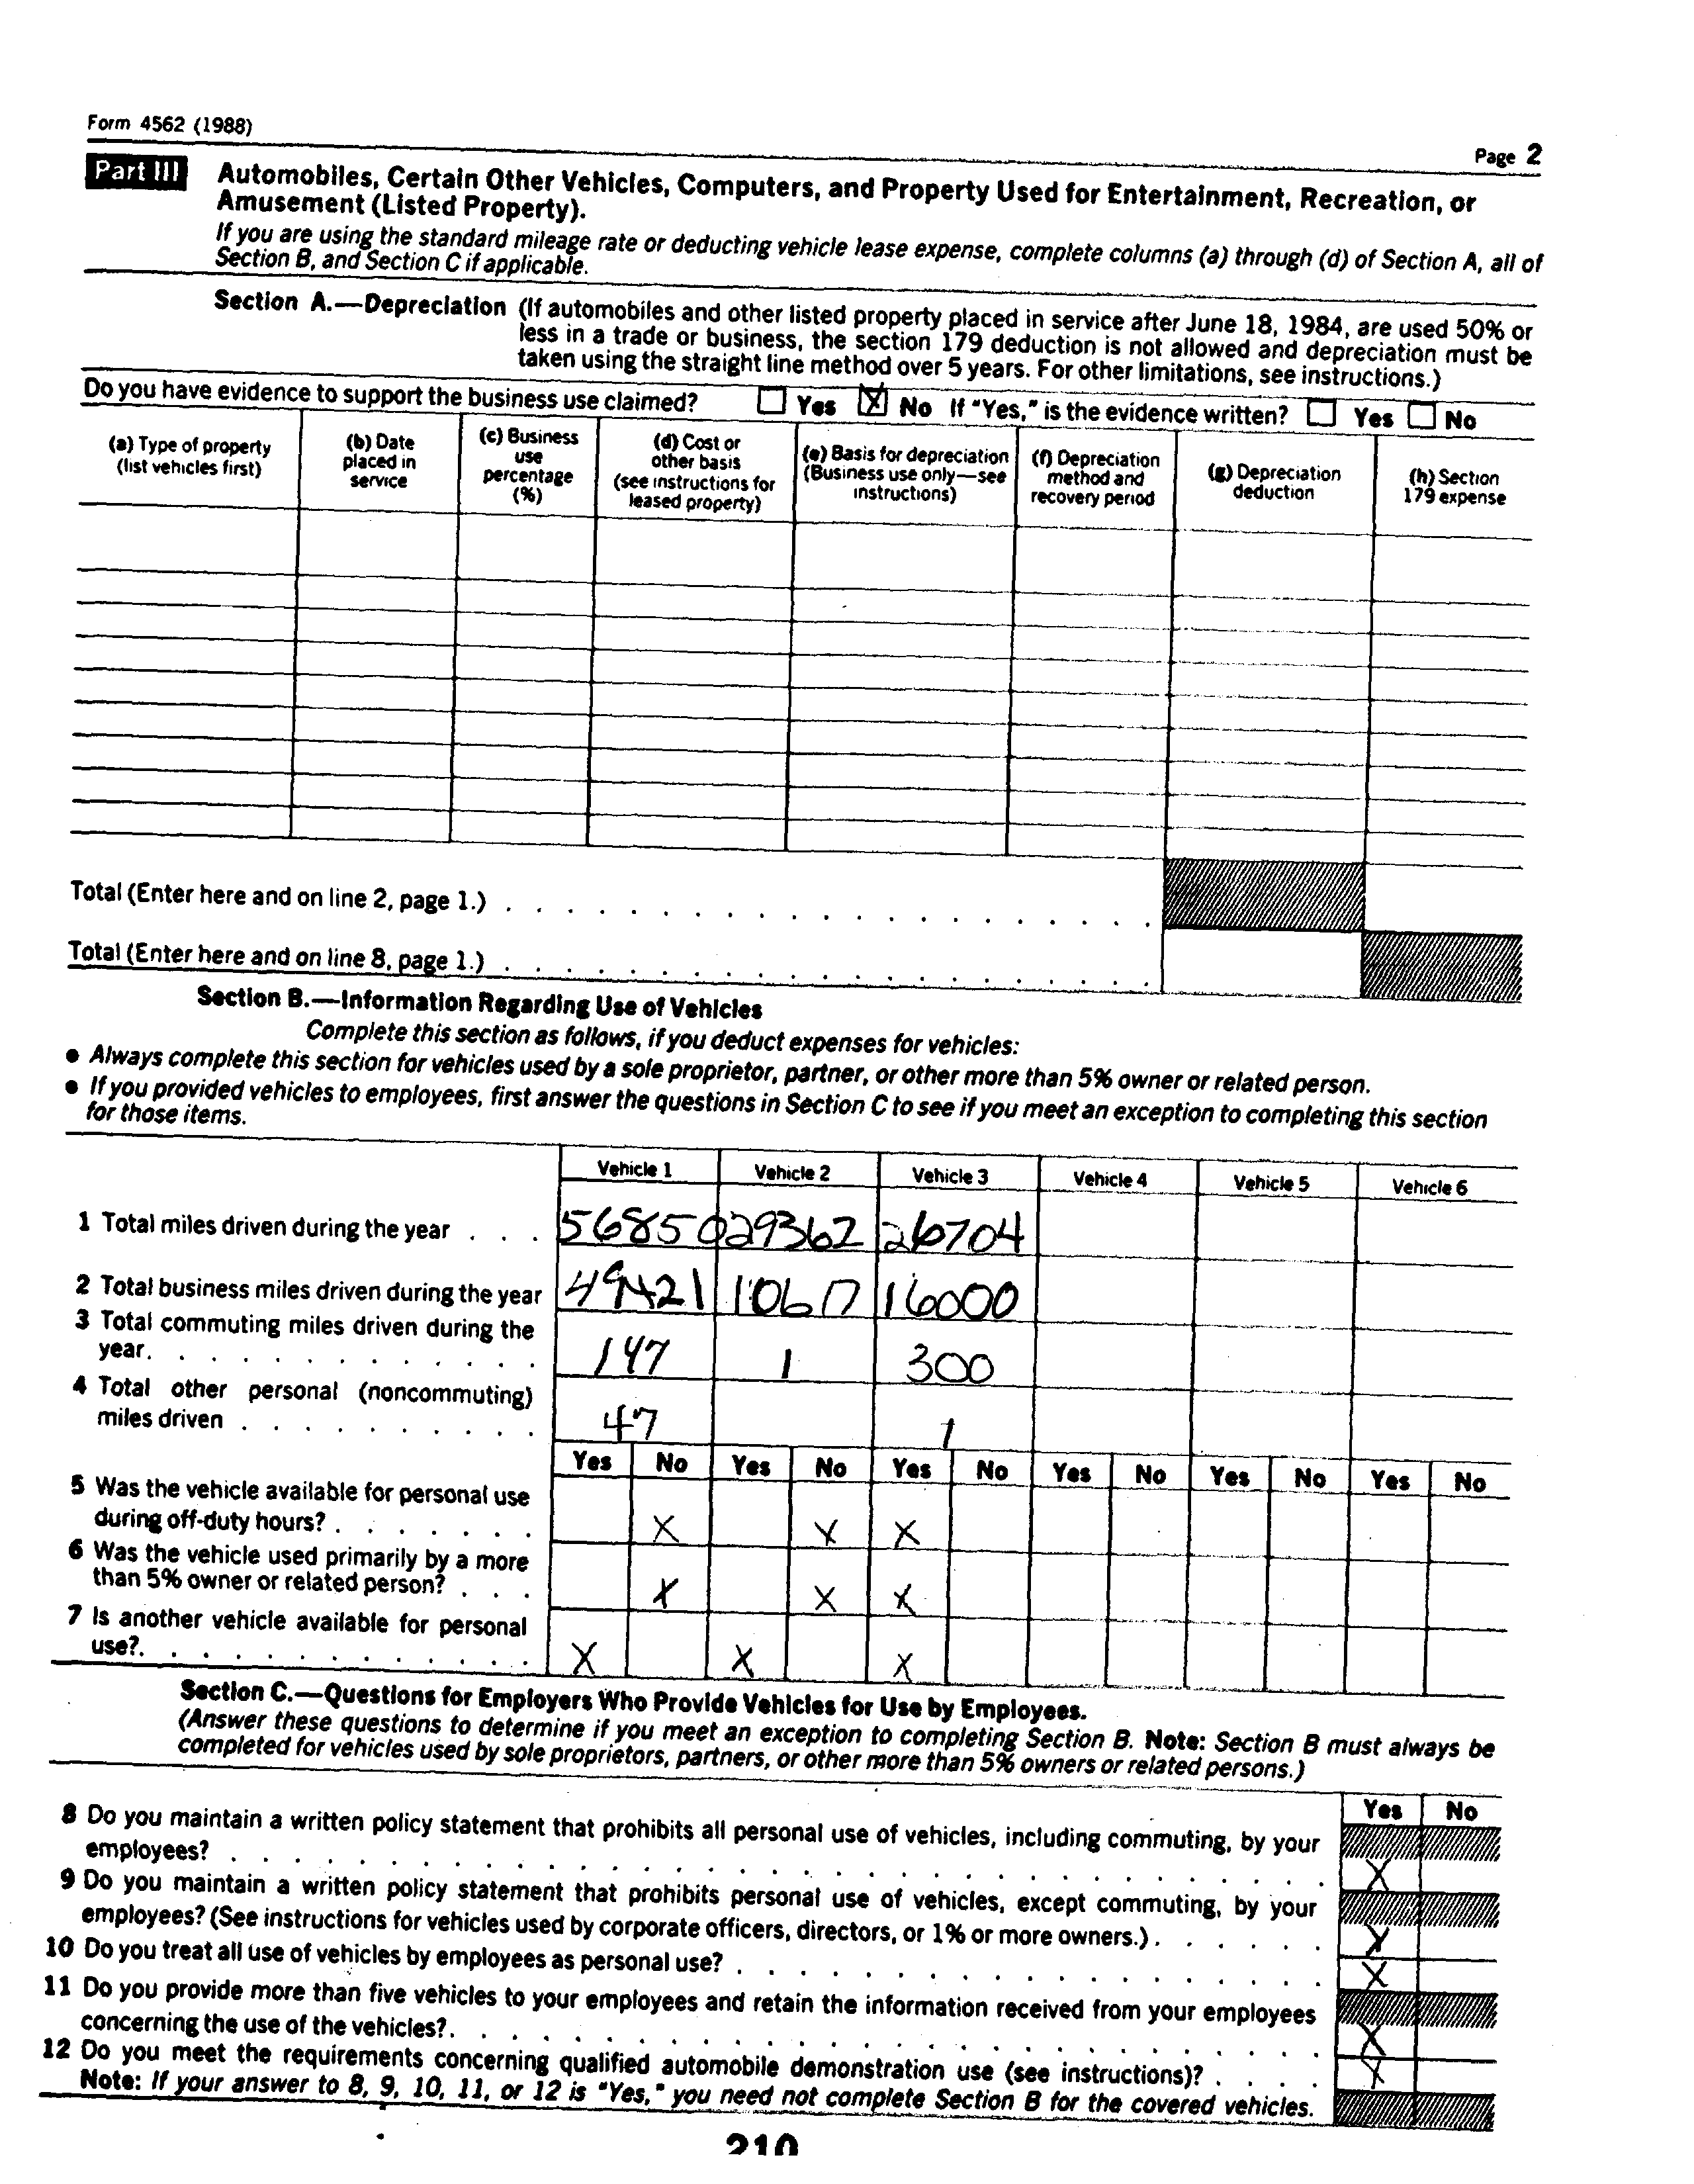 Form 4562 (1988)
Page 2
Part III Automobiles, Certain Other Vehicles, Computers, and Property Used for Entertainment, Recreation, or
Amusement (Listed Property).
If you are using the standard mileage rate or deducting vehicle lease expense, complete columns (a) through (d) of Section A, all of
Section B, and Section C if applicable.
Section A.—Depreciation (If automobiles and other listed property placed in service after June 18, 1984, are used 50% or
less in a trade or business, the section 179 deduction is not allowed and depreciation must be
taken using the straight line method over 5 years. For other limitations, see instructions.)
Do you have evidence to support the business use claimed? ☐ Yes ☒ No If "Yes," is the evidence written? ☐ Yes ☐ No
(a) Type of property
(list vehicles first)
(b) Date
placed in
service
(c) Business
use
percentage
(%)
(d) Cost or
other basis
(see instructions for
leased property)
(e) Basis for depreciation
(Business use only—see
instructions)
(f) Depreciation
method and
recovery period
(g) Depreciation
deduction
(h) Section
179 expense
Total (Enter here and on line 2, page 1.) . . . . . . . . . . . . . . . . . . . . .
Total (Enter here and on line 8, page 1.) . . . . . . . . . . . . . . . . . . . . .
Section B.—Information Regarding Use of Vehicles
Complete this section as follows, if you deduct expenses for vehicles:
● Always complete this section for vehicles used by a sole proprietor, partner, or other more than 5% owner or related person.
● If you provided vehicles to employees, first answer the questions in Section C to see if you meet an exception to completing this section
for those items.
Vehicle 1 Vehicle 2 Vehicle 3 Vehicle 4 Vehicle 5 Vehicle 6
1 Total miles driven during the year . . . 56850 29362 26704
2 Total business miles driven during the year 49421 10617 16000
3 Total commuting miles driven during the
year. . . . . . . . . . . . . 147 1 300
4 Total other personal (noncommuting)
miles driven . . . . . . . . . . 47 1
Yes No Yes No Yes No Yes No Yes No Yes No
5 Was the vehicle available for personal use
during off-duty hours? . . . . . . . X X X
6 Was the vehicle used primarily by a more
than 5% owner or related person? . . . X X X
7 Is another vehicle available for personal
use?. . . . . . . . . . . . . X X X
Section C.—Questions for Employers Who Provide Vehicles for Use by Employees.
(Answer these questions to determine if you meet an exception to completing Section B. Note: Section B must always be
completed for vehicles used by sole proprietors, partners, or other more than 5% owners or related persons.)
Yes No
8 Do you maintain a written policy statement that prohibits all personal use of vehicles, including commuting, by your
employees? . . . . . . . . . . . . . . . . . . . . . . . . . . . . . . . . . . . X
9 Do you maintain a written policy statement that prohibits personal use of vehicles, except commuting, by your
employees? (See instructions for vehicles used by corporate officers, directors, or 1% or more owners.) . . . . . . X
10 Do you treat all use of vehicles by employees as personal use? . . . . . . . . . . . . . . . . . . . X
11 Do you provide more than five vehicles to your employees and retain the information received from your employees
concerning the use of the vehicles?. . . . . . . . . . . . . . . . . . . . . . . . . . . . X
12 Do you meet the requirements concerning qualified automobile demonstration use (see instructions)? . . . . X
Note: If your answer to 8, 9, 10, 11, or 12 is "Yes," you need not complete Section B for the covered vehicles.
210